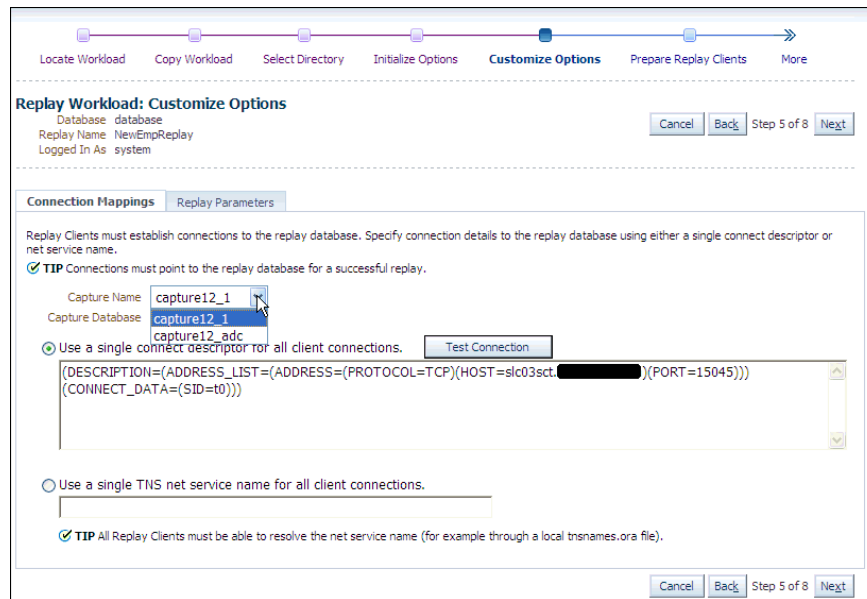 Locate Workload Copy Workload Select Directory Initialize Options Customize Options Prepare Replay Clients More
Replay Workload: Customize Options
Database database
Replay Name NewEmpReplay
Logged In As system
Cancel Back Step 5 of 8 Next
Connection Mappings Replay Parameters
Replay Clients must establish connections to the replay database. Specify connection details to the replay database using either a single connect descriptor or
net service name.
TIP Connections must point to the replay database for a successful replay.
Capture Name capture12_1
Capture Database capture12_1
capture12_adc
Use a single connect descriptor for all client connections. Test Connection
(DESCRIPTION=(ADDRESS_LIST=(ADDRESS=(PROTOCOL=TCP)(HOST=slc03sct. )(PORT=15045)))
(CONNECT_DATA=(SID=t0)))
Use a single TNS net service name for all client connections.
TIP All Replay Clients must be able to resolve the net service name (for example through a local tnsnames.ora file).
Cancel Back Step 5 of 8 Next